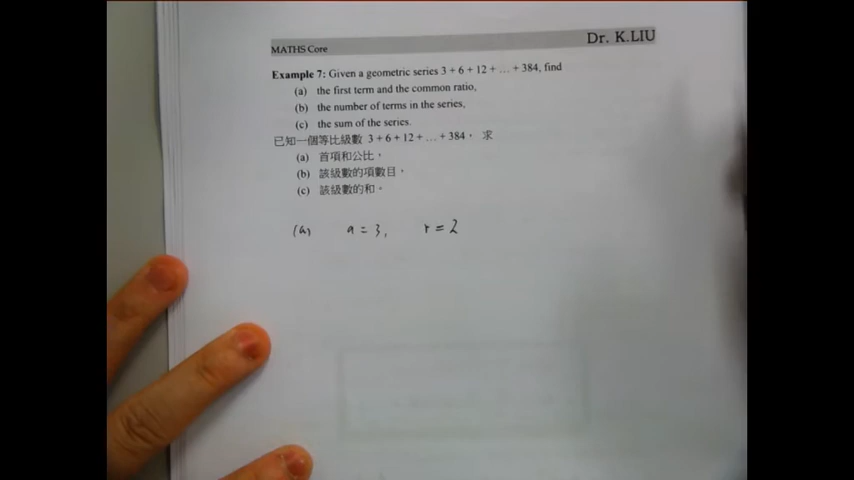 MATHS Core Dr. K.LIU
Example 7: Given a geometric series 3 + 6 + 12 + ... + 384, find
(a) the first term and the common ratio,
(b) the number of terms in the series,
(c) the sum of the series.
已知一個等比級數 3 + 6 + 12 + ... + 384， 求
(a) 首項和公比，
(b) 該級數的項數目，
(c) 該級數的和。
(a) a = 3, r = 2